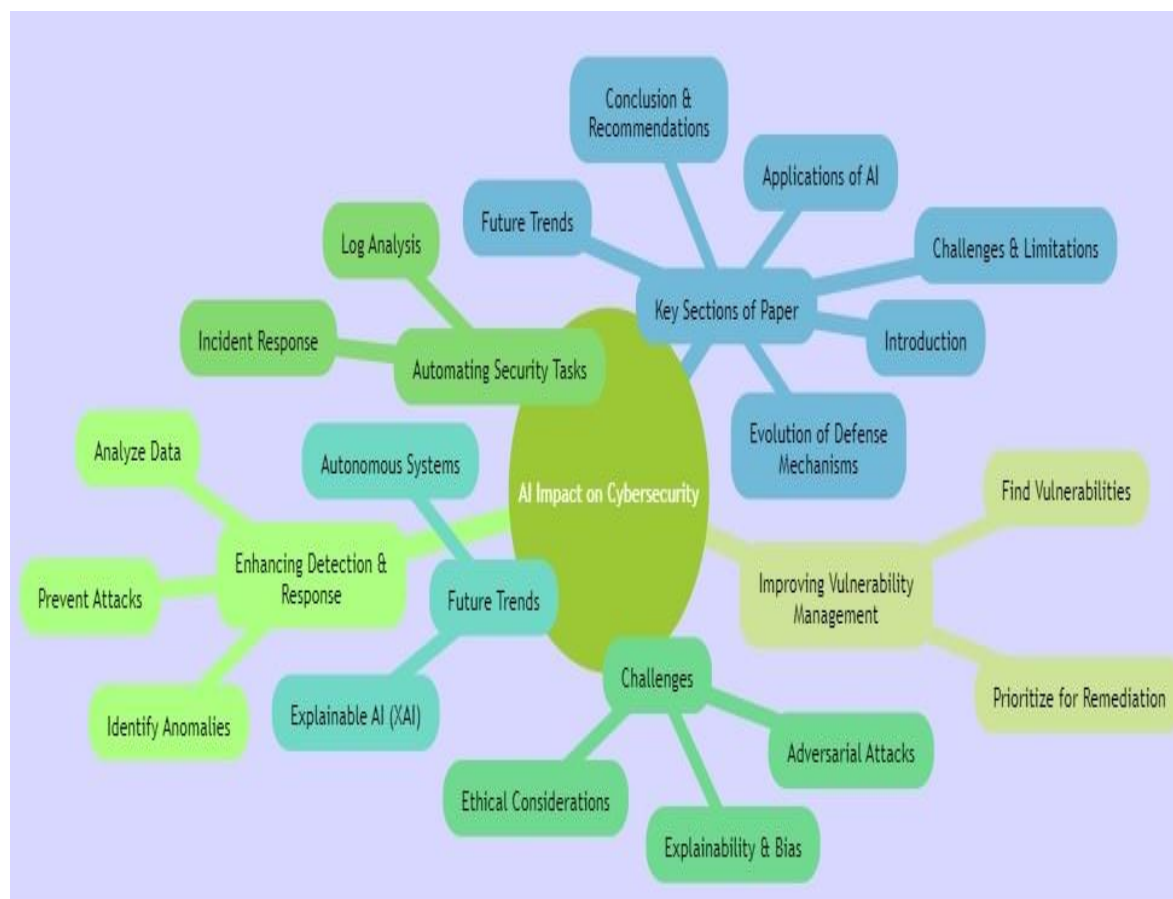 Conclusion &
Recommendations
Applications of AI
Future Trends
Log Analysis
Challenges & Limitations
Key Sections of Paper
Incident Response
Introduction
Automating Security Tasks
Evolution of Defense
Mechanisms
Analyze Data
Autonomous Systems
AI Impact on Cybersecurity
Find Vulnerabilities
Enhancing Detection &
Response
Improving Vulnerability
Management
Prevent Attacks
Future Trends
Challenges
Prioritize for Remediation
Identify Anomalies
Explainable AI (XAI)
Adversarial Attacks
Ethical Considerations
Explainability & Bias